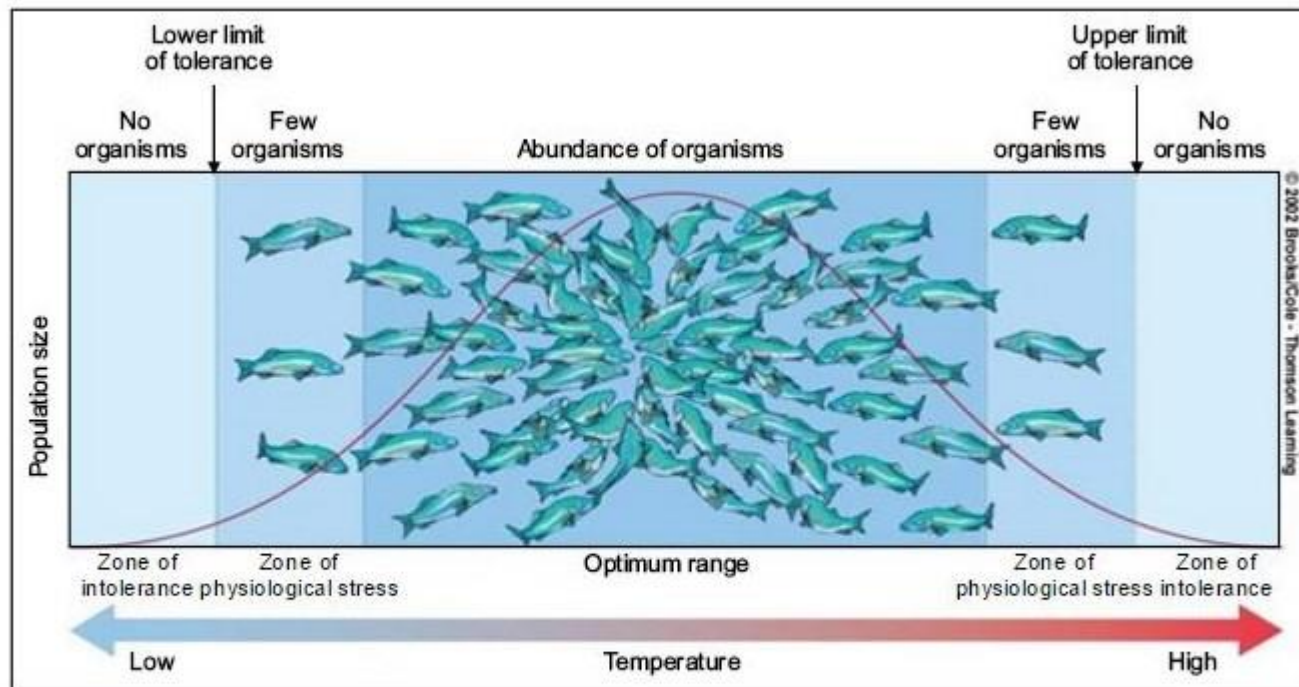 Lower limit
of tolerance
Upper limit
of tolerance
No
organisms
Few
organisms
Abundance of organisms
Few
organisms
No
organisms
Population size
© 2002 Brooks/Cole - Thomson Learning
Zone of
intolerance
Zone of
physiological stress
Optimum range
Zone of
physiological stress
Zone of
intolerance
Low
Temperature
High